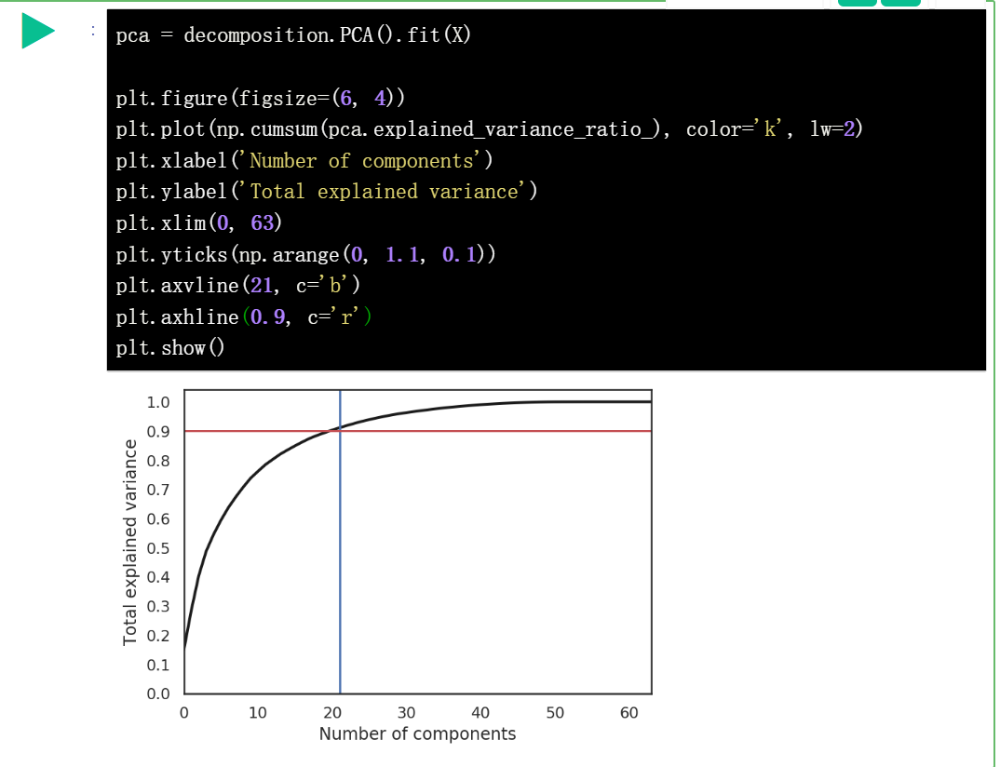 :
pca = decomposition.PCA().fit(X)
plt.figure(figsize=(6, 4))
plt.plot(np.cumsum(pca.explained_variance_ratio_), color='k', lw=2)
plt.xlabel('Number of components')
plt.ylabel('Total explained variance')
plt.xlim(0, 63)
plt.yticks(np.arange(0, 1.1, 0.1))
plt.axvline(21, c='b')
plt.axhline(0.9, c='r')
plt.show()
Total explained variance
1.0
0.9
0.8
0.7
0.6
0.5
0.4
0.3
0.2
0.1
0.0
0 10 20 30 40 50 60
Number of components